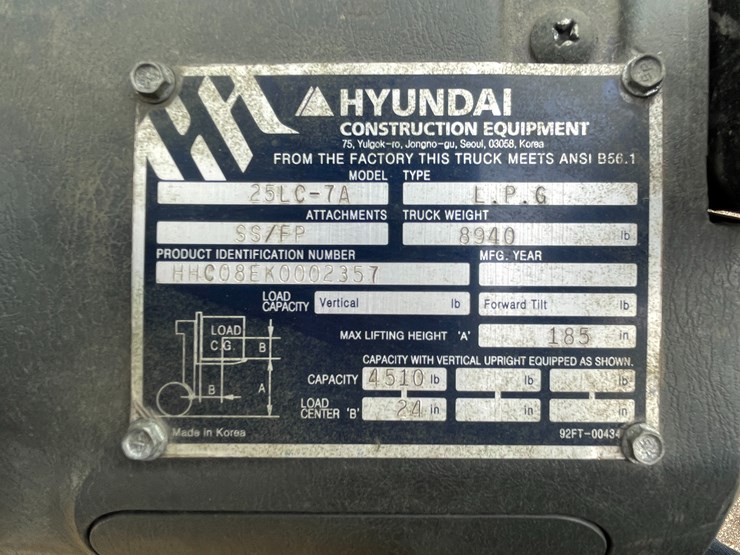 HYUNDAI
CONSTRUCTION EQUIPMENT
75, Yulgok-ro, Jongno-gu, Seoul, 03058, Korea
FROM THE FACTORY THIS TRUCK MEETS ANSI B56.1
MODEL 25LC-7A TYPE L.P.G
ATTACHMENTS SS/FP TRUCK WEIGHT 8940 lb
PRODUCT IDENTIFICATION NUMBER MFG. YEAR
HHC08EK0002357
LOAD CAPACITY Vertical lb Forward Tilt lb
MAX LIFTING HEIGHT 'A' 185 in
CAPACITY WITH VERTICAL UPRIGHT EQUIPPED AS SHOWN.
CAPACITY 4510 lb lb lb
LOAD CENTER 'B' 24 in in in
LOAD
C G
B
B
A
Made in Korea
92FT-00434